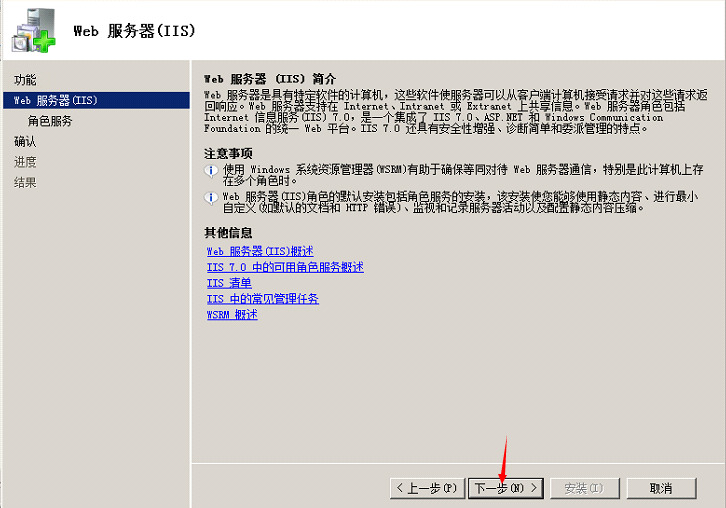 Web 服务器(IIS)
功能
Web 服务器(IIS)
角色服务
确认
进度
结果
Web 服务器 (IIS) 简介
Web 服务器是具有特定软件的计算机，这些软件使服务器可以从客户端计算机接受请求并对这些请求返
回响应。Web 服务器支持在 Internet、Intranet 或 Extranet 上共享信息。Web 服务器角色包括
Internet 信息服务(IIS) 7.0，是一个集成了 IIS 7.0、ASP.NET 和 Windows Communication
Foundation 的统一 Web 平台。IIS 7.0 还具有安全性增强、诊断简单和委派管理的特点。
注意事项
使用 Windows 系统资源管理器(WSRM)有助于确保等同对待 Web 服务器通信，特别是此计算机上存
在多个角色时。
Web 服务器(IIS)角色的默认安装包括角色服务的安装，该安装使您能够使用静态内容、进行最小
自定义(如默认的文档和 HTTP 错误)、监视和记录服务器活动以及配置静态内容压缩。
其他信息
Web 服务器(IIS)概述
IIS 7.0 中的可用角色服务概述
IIS 清单
IIS 中的常见管理任务
WSRM 概述
< 上一步(P) 下一步(N) > 安装(I) 取消